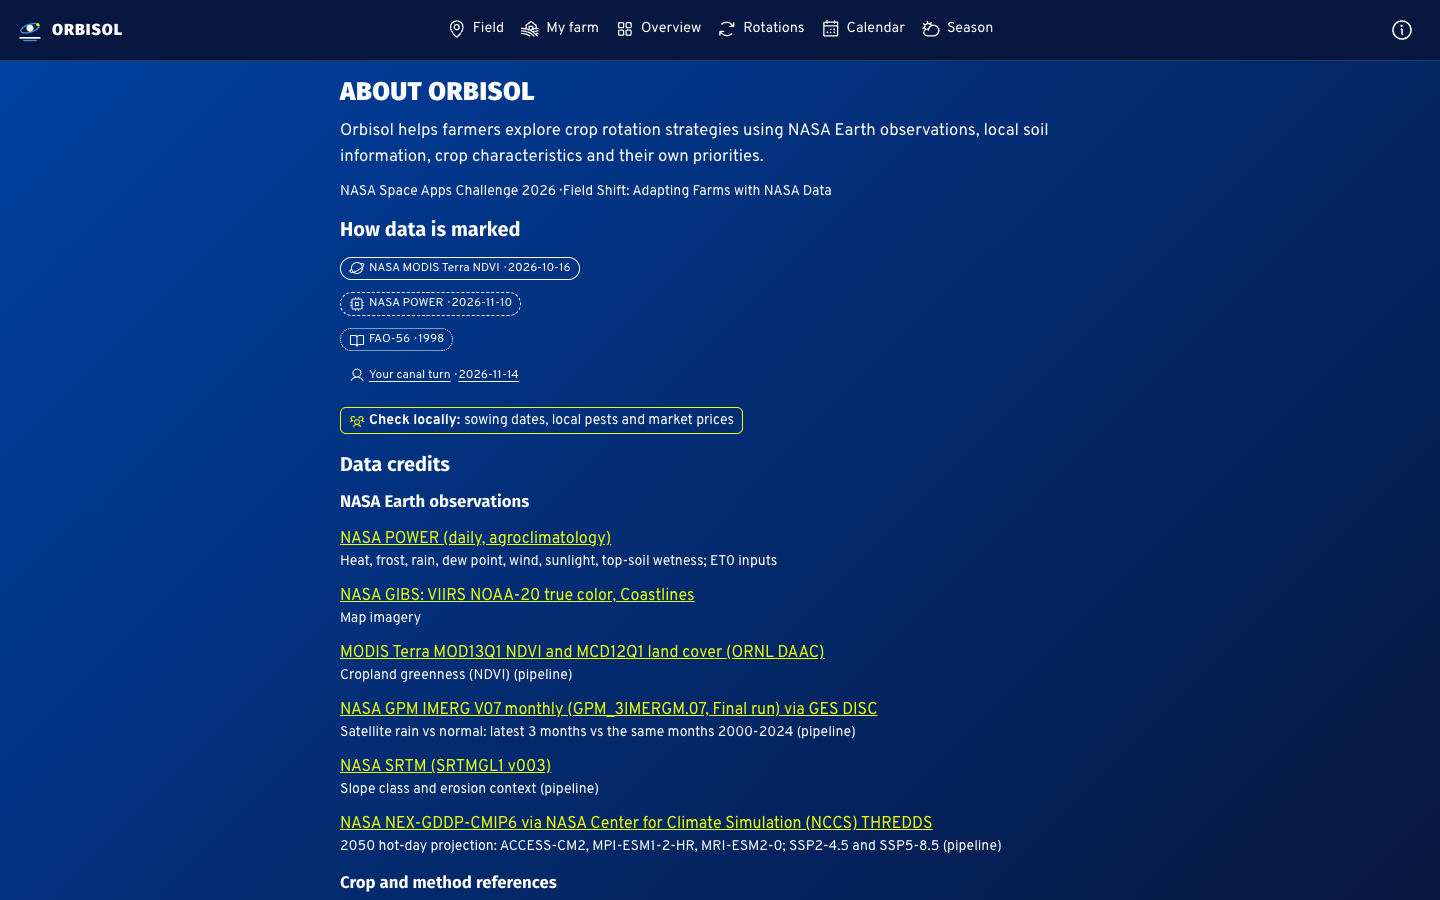 ORBISOL
Field
My farm
Overview
Rotations
Calendar
Season
ABOUT ORBISOL
Orbisol helps farmers explore crop rotation strategies using NASA Earth observations, local soil
information, crop characteristics and their own priorities.
NASA Space Apps Challenge 2026 ·Field Shift: Adapting Farms with NASA Data
How data is marked
NASA MODIS Terra NDVI ·2026-10-16
NASA POWER ·2026-11-10
FAO-56 ·1998
Your canal turn ·2026-11-14
Check locally: sowing dates, local pests and market prices
Data credits
NASA Earth observations
NASA POWER (daily, agroclimatology)
Heat, frost, rain, dew point, wind, sunlight, top-soil wetness; ET0 inputs
NASA GIBS: VIIRS NOAA-20 true color, Coastlines
Map imagery
MODIS Terra MOD13Q1 NDVI and MCD12Q1 land cover (ORNL DAAC)
Cropland greenness (NDVI) (pipeline)
NASA GPM IMERG V07 monthly (GPM_3IMERGM.07, Final run) via GES DISC
Satellite rain vs normal: latest 3 months vs the same months 2000-2024 (pipeline)
NASA SRTM (SRTMGL1 v003)
Slope class and erosion context (pipeline)
NASA NEX-GDDP-CMIP6 via NASA Center for Climate Simulation (NCCS) THREDDS
2050 hot-day projection: ACCESS-CM2, MPI-ESM1-2-HR, MRI-ESM2-0; SSP2-4.5 and SSP5-8.5 (pipeline)
Crop and method references